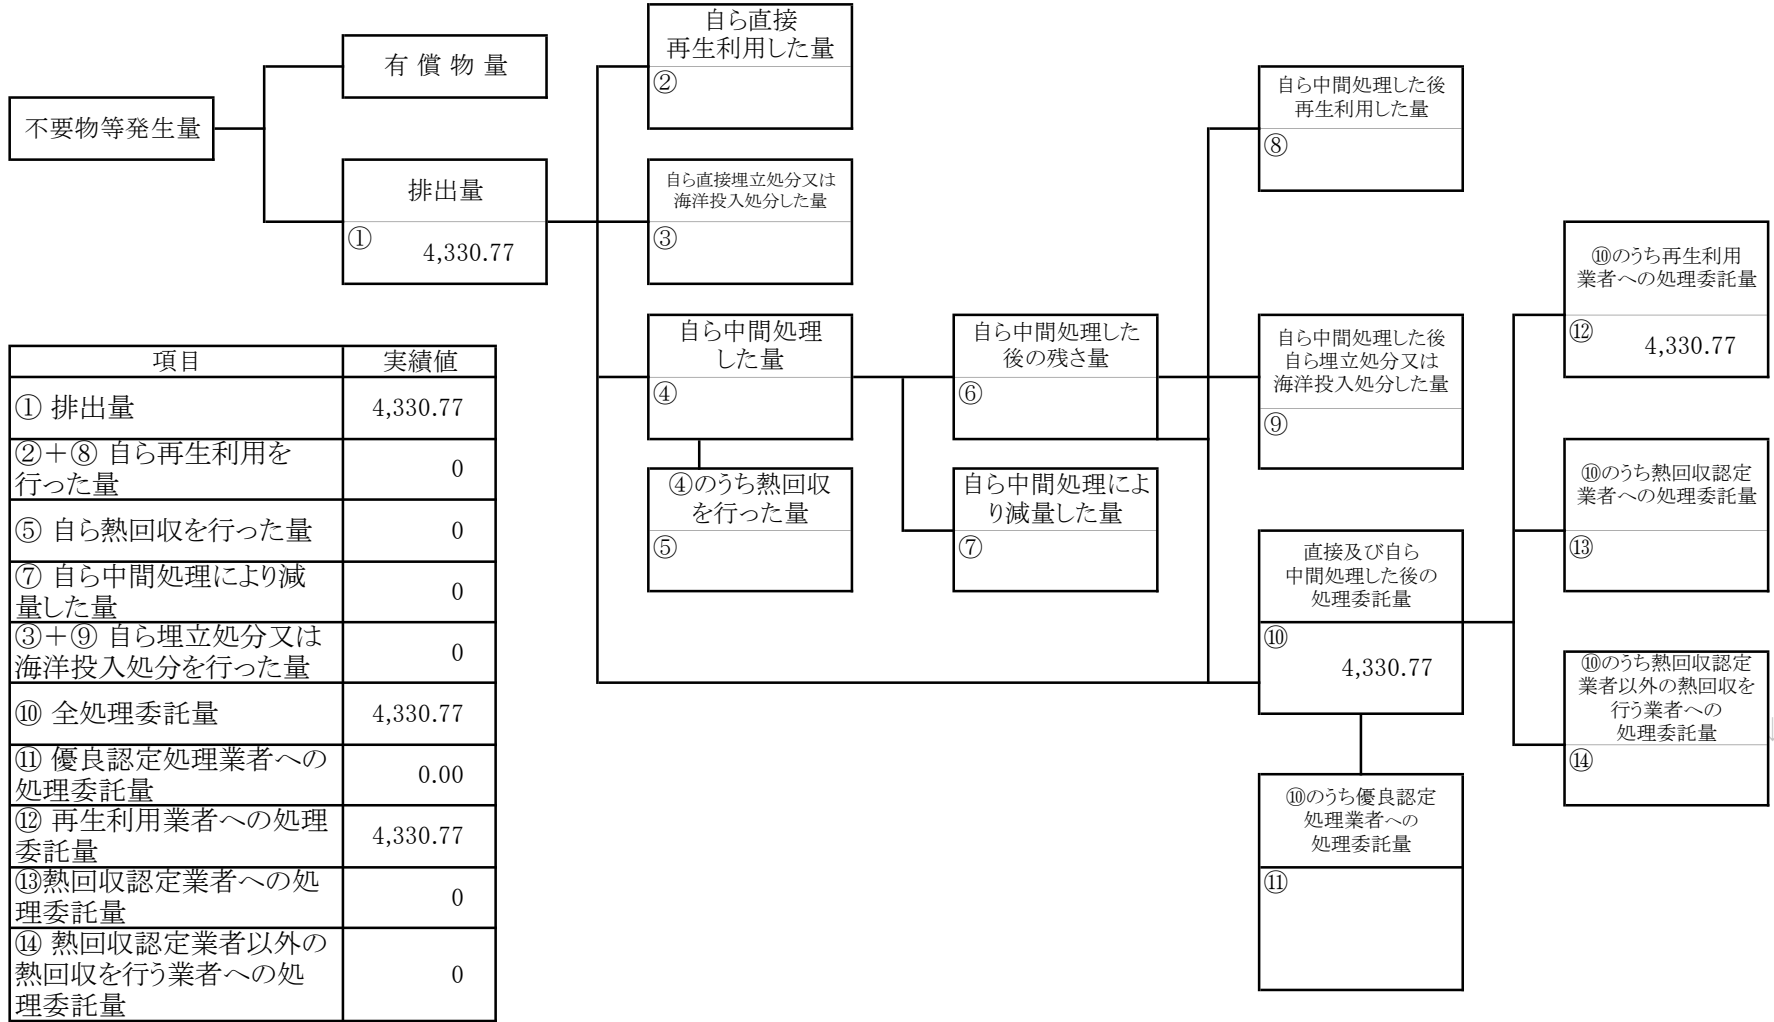 不要物等発生量
有 償 物 量
排出量
①
4,330.77
自ら直接
再生利用した量
②
自ら直接埋立処分又は
海洋投入処分した量
③
自ら中間処理
した量
④
④のうち熱回収
を行った量
⑤
自ら中間処理した
後の残さ量
⑥
自ら中間処理によ
り減量した量
⑦
自ら中間処理した後
再生利用した量
⑧
自ら中間処理した後
自ら埋立処分又は
海洋投入処分した量
⑨
直接及び自ら
中間処理した後の
処理委託量
⑩
4,330.77
⑩のうち優良認定
処理業者への
処理委託量
⑪
⑩のうち再生利用
業者への処理委託量
⑫
4,330.77
⑩のうち熱回収認定
業者への処理委託量
⑬
⑩のうち熱回収認定
業者以外の熱回収を
行う業者への
処理委託量
⑭
項目 実績値
① 排出量 4,330.77
②＋⑧ 自ら再生利用を
行った量 0
⑤ 自ら熱回収を行った量 0
⑦ 自ら中間処理により減
量した量 0
③＋⑨ 自ら埋立処分又は
海洋投入処分を行った量 0
⑩ 全処理委託量 4,330.77
⑪ 優良認定処理業者への
処理委託量 0.00
⑫ 再生利用業者への処理
委託量 4,330.77
⑬熱回収認定業者への処
理委託量 0
⑭ 熱回収認定業者以外の
熱回収を行う業者への処
理委託量 0